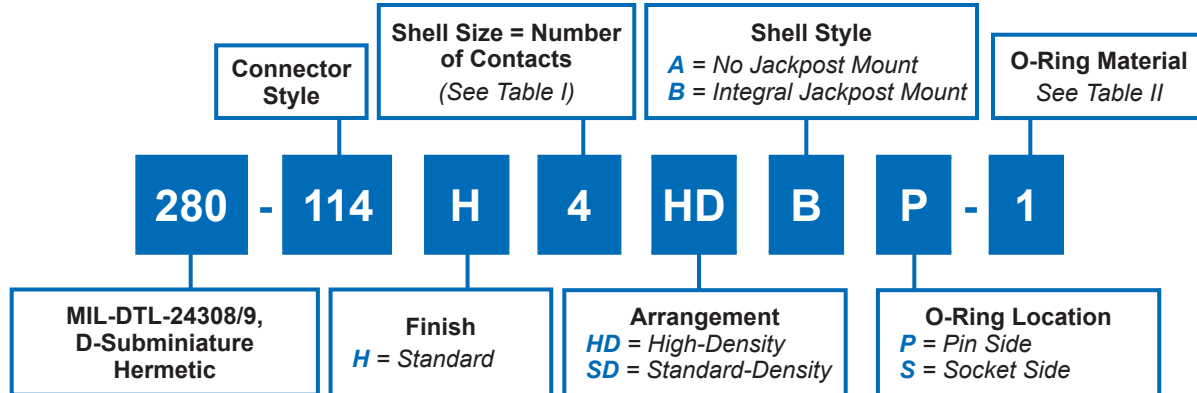 Connector
Style
Shell Size = Number
of Contacts
(See Table I)
Shell Style
A = No Jackpost Mount
B = Integral Jackpost Mount
O-Ring Material
See Table II
280 - 114 H 4 HD B P - 1
MIL-DTL-24308/9,
D-Subminiature
Hermetic
Finish
H = Standard
Arrangement
HD = High-Density
SD = Standard-Density
O-Ring Location
P = Pin Side
S = Socket Side